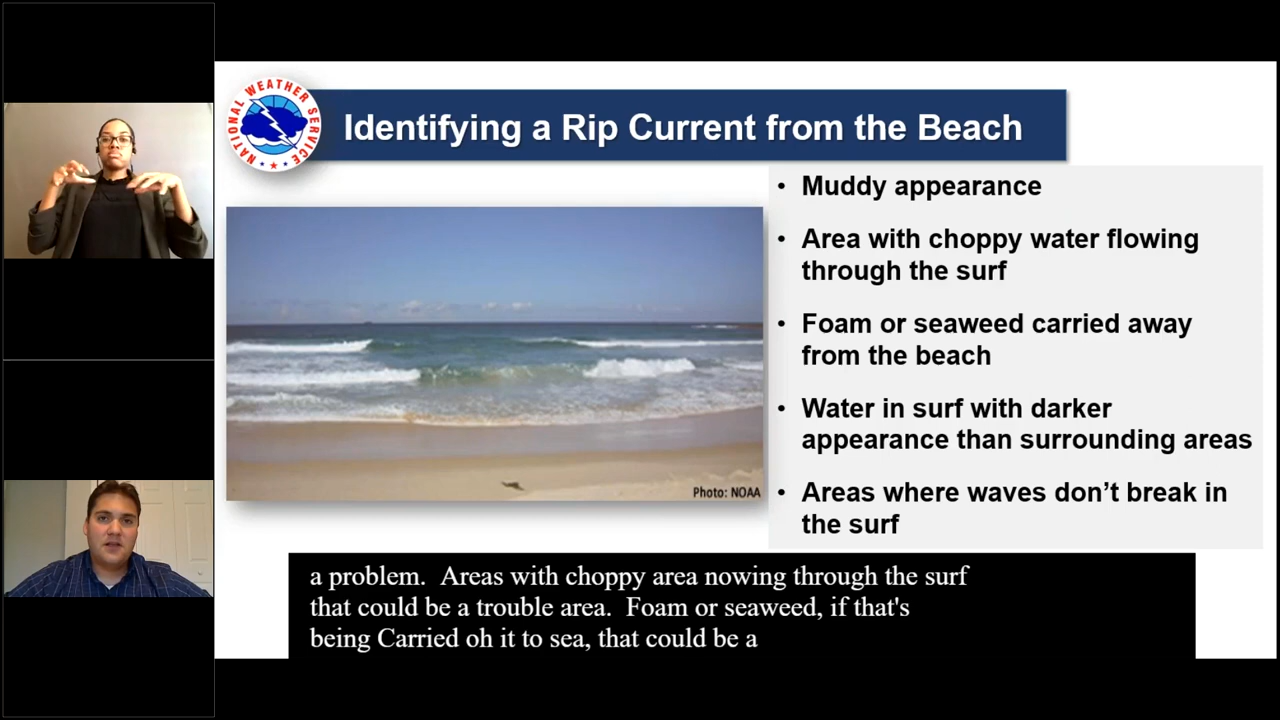 NATIONAL WEATHER SERVICE
Identifying a Rip Current from the Beach
• Muddy appearance
• Area with choppy water flowing
through the surf
• Foam or seaweed carried away
from the beach
• Water in surf with darker
appearance than surrounding areas
• Areas where waves don’t break in
the surf
Photo: NOAA
a problem.  Areas with choppy area nowing through the surf
that could be a trouble area.  Foam or seaweed, if that's
being Carried oh it to sea, that could be a